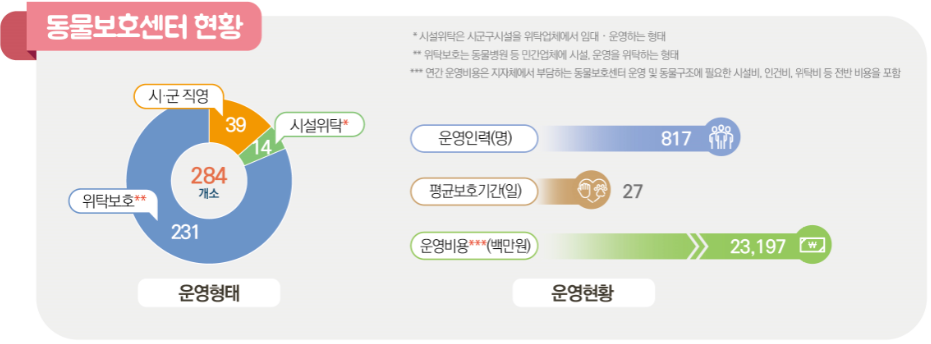 동물보호센터 현황
* 시설위탁은 시군구시설을 위탁업체에서 임대 · 운영하는 형태
** 위탁보호는 동물병원 등 민간업체에 시설, 운영을 위탁하는 형태
*** 연간 운영비용은 지자체에서 부담하는 동물보호센터 운영 및 동물구조에 필요한 시설비, 인건비, 위탁비 등 전반 비용을 포함
시·군 직영
39
시설위탁*
14
284
개소
위탁보호**
231
운영형태
운영인력(명)
817
평균보호기간(일)
27
운영비용***(백만원)
23,197
₩
운영현황